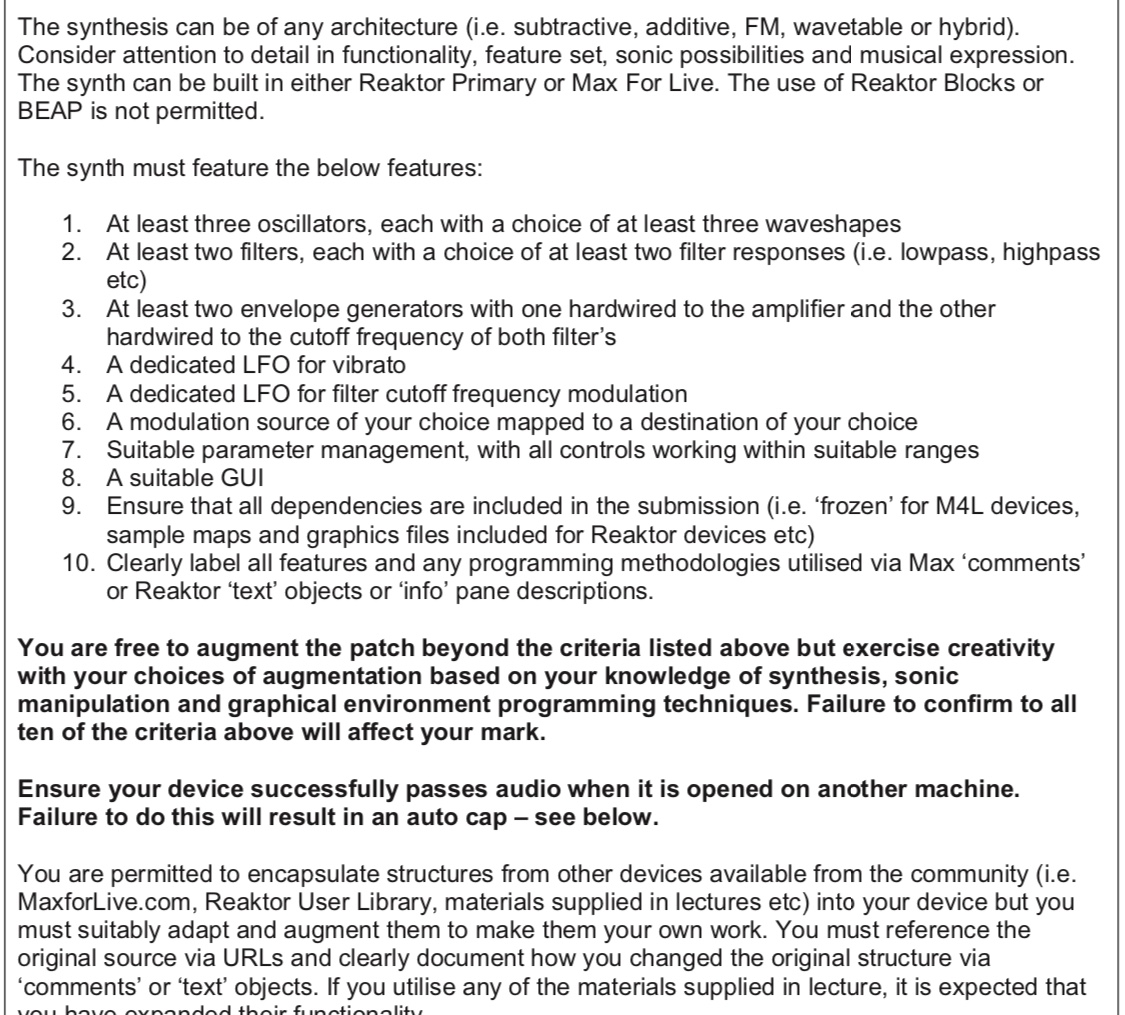 The synthesis can be of any architecture (i.e. subtractive, additive, FM, wavetable or hybrid).
Consider attention to detail in functionality, feature set, sonic possibilities and musical expression.
The synth can be built in either Reaktor Primary or Max For Live. The use of Reaktor Blocks or
BEAP is not permitted.
The synth must feature the below features:
1. At least three oscillators, each with a choice of at least three waveshapes
2. At least two filters, each with a choice of at least two filter responses (i.e. lowpass, highpass
etc)
3. At least two envelope generators with one hardwired to the amplifier and the other
hardwired to the cutoff frequency of both filter's
4. A dedicated LFO for vibrato
5. A dedicated LFO for filter cutoff frequency modulation
6. A modulation source of your choice mapped to a destination of your choice
7. Suitable parameter management, with all controls working within suitable ranges
8. A suitable GUI
9. Ensure that all dependencies are included in the submission (i.e. 'frozen' for M4L devices,
sample maps and graphics files included for Reaktor devices etc)
10. Clearly label all features and any programming methodologies utilised via Max 'comments'
or Reaktor 'text' objects or 'info' pane descriptions.
You are free to augment the patch beyond the criteria listed above but exercise creativity
with your choices of augmentation based on your knowledge of synthesis, sonic
manipulation and graphical environment programming techniques. Failure to confirm to all
ten of the criteria above will affect your mark.
Ensure your device successfully passes audio when it is opened on another machine.
Failure to do this will result in an auto cap – see below.
You are permitted to encapsulate structures from other devices available from the community (i.e.
MaxforLive.com, Reaktor User Library, materials supplied in lectures etc) into your device but you
must suitably adapt and augment them to make them your own work. You must reference the
original source via URLs and clearly document how you changed the original structure via
'comments' or 'text' objects. If you utilise any of the materials supplied in lecture, it is expected that
you have expanded their functionality.